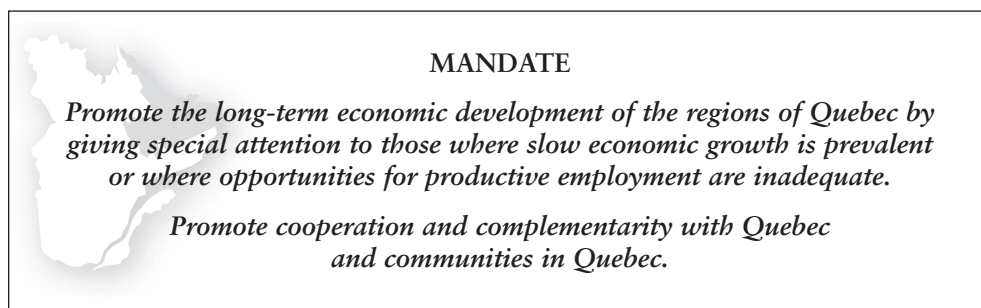 MANDATE
Promote the long-term economic development of the regions of Quebec by
giving special attention to those where slow economic growth is prevalent
or where opportunities for productive employment are inadequate.
Promote cooperation and complementarity with Quebec
and communities in Quebec.